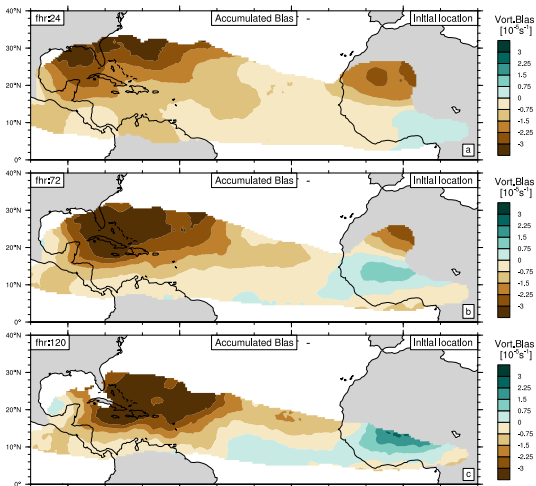 fhr:24 Accumulated Bias - Initial location
Vort.Bias
[10⁻⁵s⁻¹]
40°N
30°N
20°N
10°N
0°
3
2.25
1.5
0.75
0
-0.75
-1.5
-2.25
-3
a
fhr:72 Accumulated Bias - Initial location
Vort.Bias
[10⁻⁵s⁻¹]
40°N
30°N
20°N
10°N
0°
3
2.25
1.5
0.75
0
-0.75
-1.5
-2.25
-3
b
fhr:120 Accumulated Bias - Initial location
Vort.Bias
[10⁻⁵s⁻¹]
40°N
30°N
20°N
10°N
0°
3
2.25
1.5
0.75
0
-0.75
-1.5
-2.25
-3
c